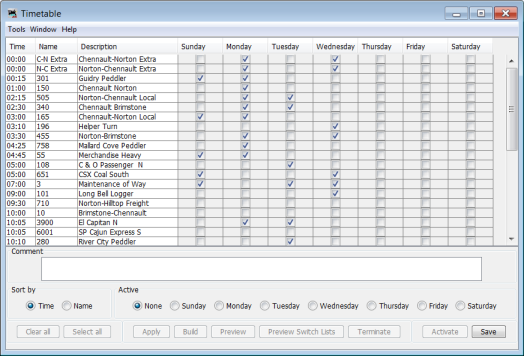 Timetable
Tools Window Help
Time Name Description Sunday Monday Tuesday Wednesday Thursday Friday Saturday
00:00 C-N Extra Chennault-Norton Extra
00:00 N-C Extra Norton-Chennault Extra
00:15 301 Guidry Peddler
01:00 150 Chennault Norton
02:15 505 Norton-Chennault Local
02:30 340 Chennault Brimstone
03:00 165 Chennault-Norton Local
03:10 196 Helper Turn
03:30 455 Norton-Brimstone
04:25 758 Mallard Cove Peddler
04:45 55 Merchandise Heavy
05:00 108 C & O Passenger N
05:00 651 CSX Coal South
07:00 3 Maintenance of Way
09:00 101 Long Bell Logger
09:30 710 Norton-Hilltop Freight
10:00 10 Brimstone-Chennault
10:05 3900 El Capitan N
10:05 6001 SP Cajun Express S
10:10 280 River City Peddler
Comment
Sort by Active
Time Name None Sunday Monday Tuesday Wednesday Thursday Friday Saturday
Clear all Select all Apply Build Preview Preview Switch Lists Terminate Activate Save